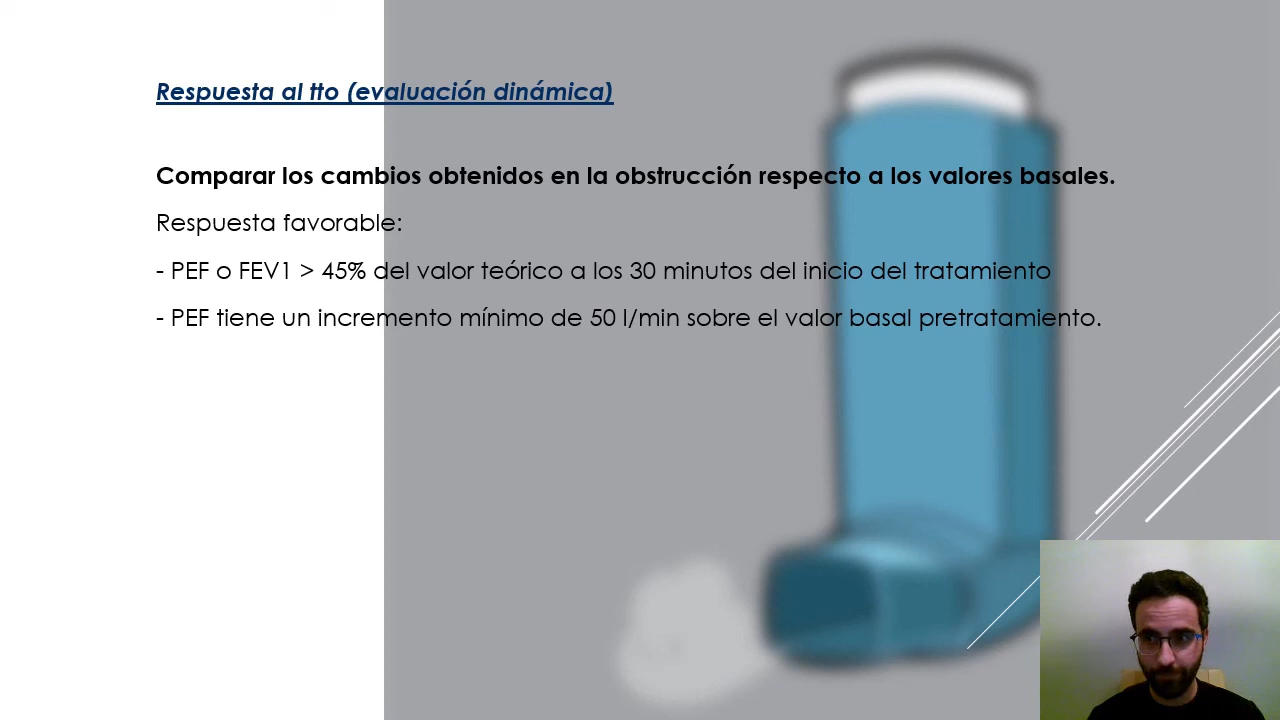 Respuesta al tto (evaluación dinámica)
Comparar los cambios obtenidos en la obstrucción respecto a los valores basales.
Respuesta favorable:
- PEF o FEV1 > 45% del valor teórico a los 30 minutos del inicio del tratamiento
- PEF tiene un incremento mínimo de 50 l/min sobre el valor basal pretratamiento.